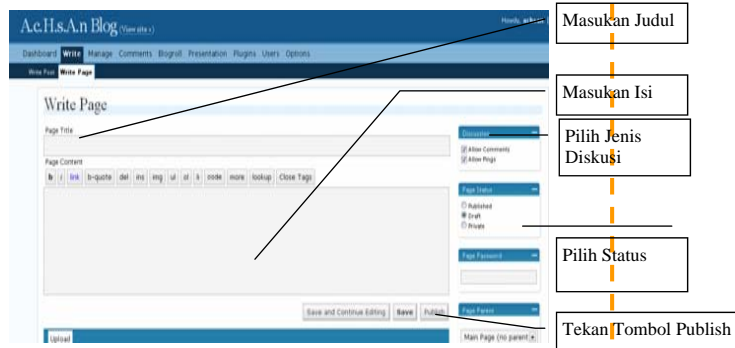 A.c.H.s.A.n Blog (View site »)
Howdy,
Dashboard Write Manage Comments Blogroll Presentation Plugins Users Options
Write Post Write Page
Write Page
Page Title
Page Content
b i link b-quote del ins img ul ol li code more lookup Close Tags
Save and Continue Editing Save Publish
Upload
Discussion
Allow Comments
Allow Pings
Page Status
Published
Draft
Private
Page Password
Page Parent
Main Page (no parent)
Masukan Judul
Masukan Isi
Pilih Jenis
Diskusi
Pilih Status
Tekan Tombol Publish